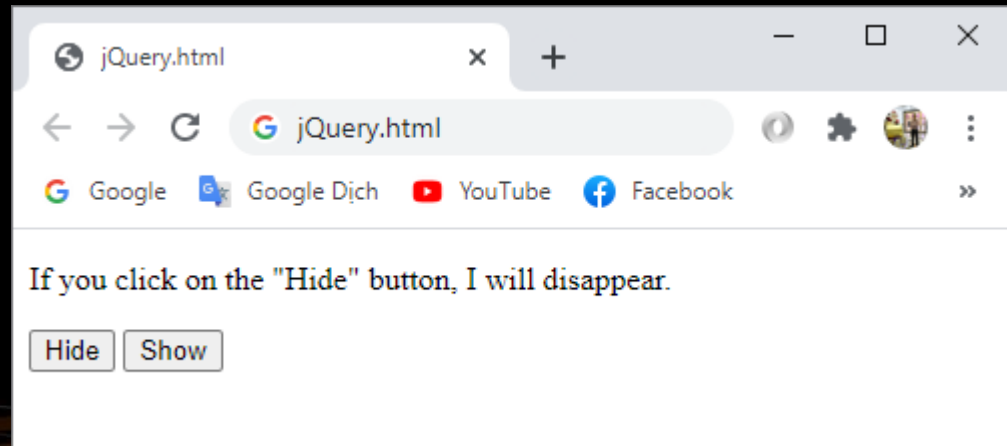 jQuery.html
jQuery.html
Google Google Dịch YouTube Facebook
If you click on the "Hide" button, I will disappear.
Hide Show